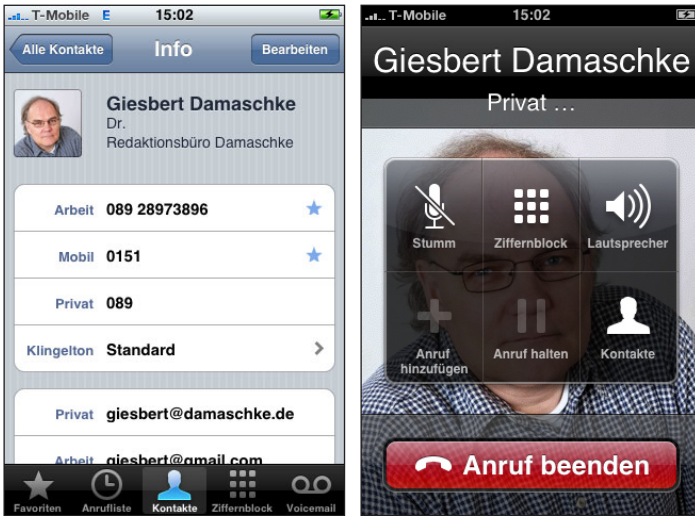 T-Mobile E 15:02
Alle Kontakte Info Bearbeiten
Giesbert Damaschke
Dr.
Redaktionsbüro Damaschke
Arbeit 089 28973896
Mobil 0151
Privat 089
Klingelton Standard
Privat giesbert@damaschke.de
Arbeit giesbert@gmail.com
Favoriten Anrufliste Kontakte Ziffernblock Voicemail
T-Mobile 15:02
Giesbert Damaschke
Privat ...
Stumm Ziffernblock Lautsprecher
Anruf
hinzufügen Anruf halten Kontakte
Anruf beenden